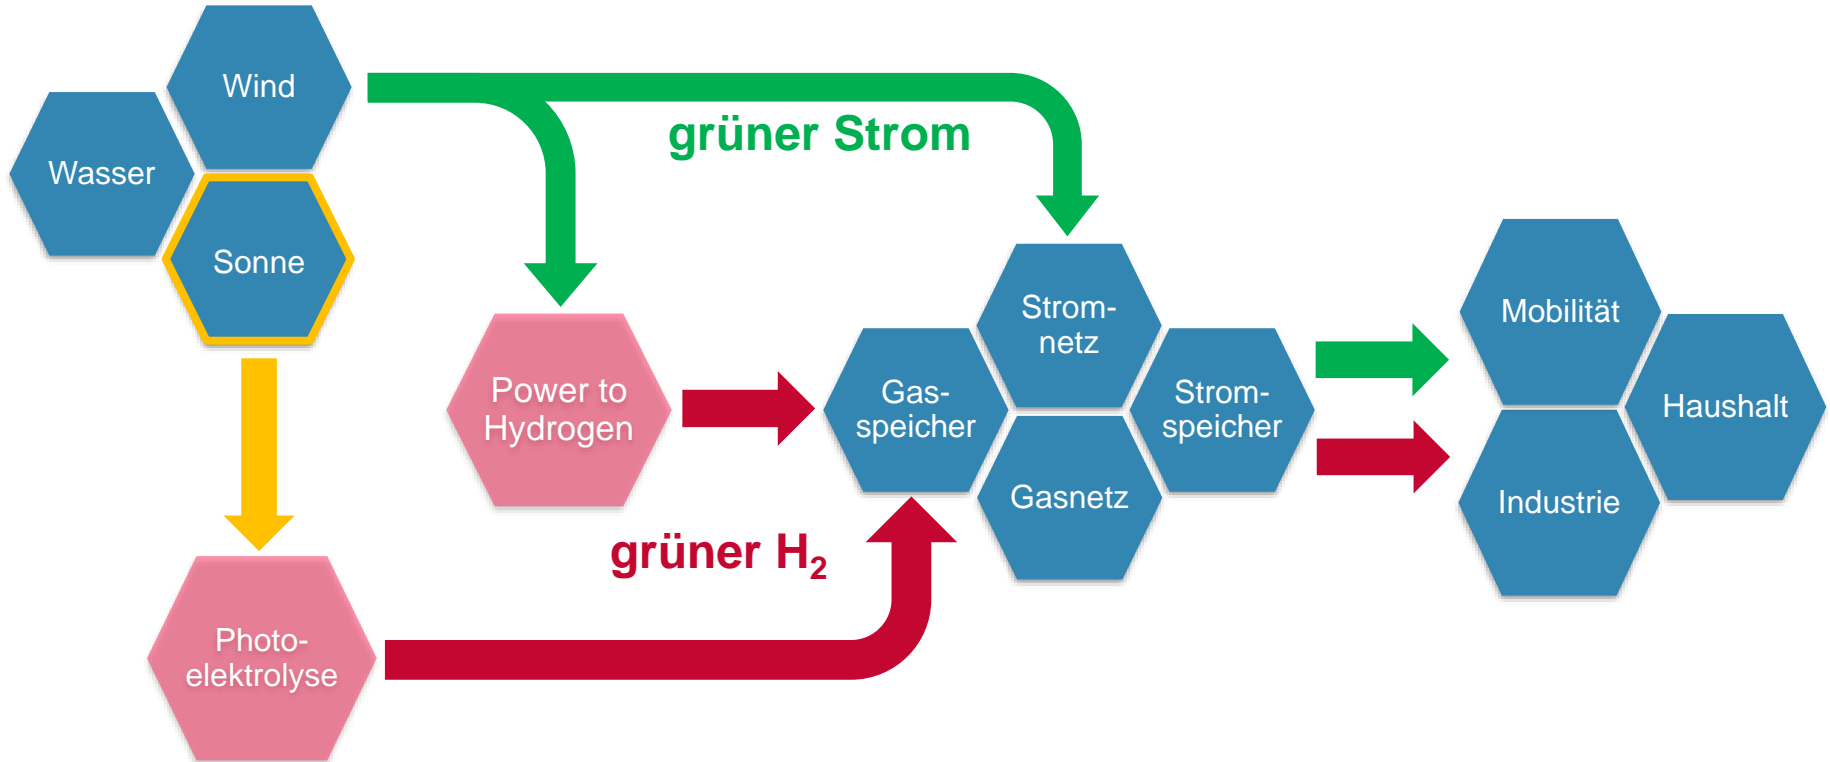 Wind
Wasser
Sonne
grüner Strom
Strom-
netz
Mobilität
Power to
Hydrogen
Gas-
speicher
Strom-
speicher
Haushalt
Gasnetz
Industrie
grüner H₂
Photo-
elektrolyse